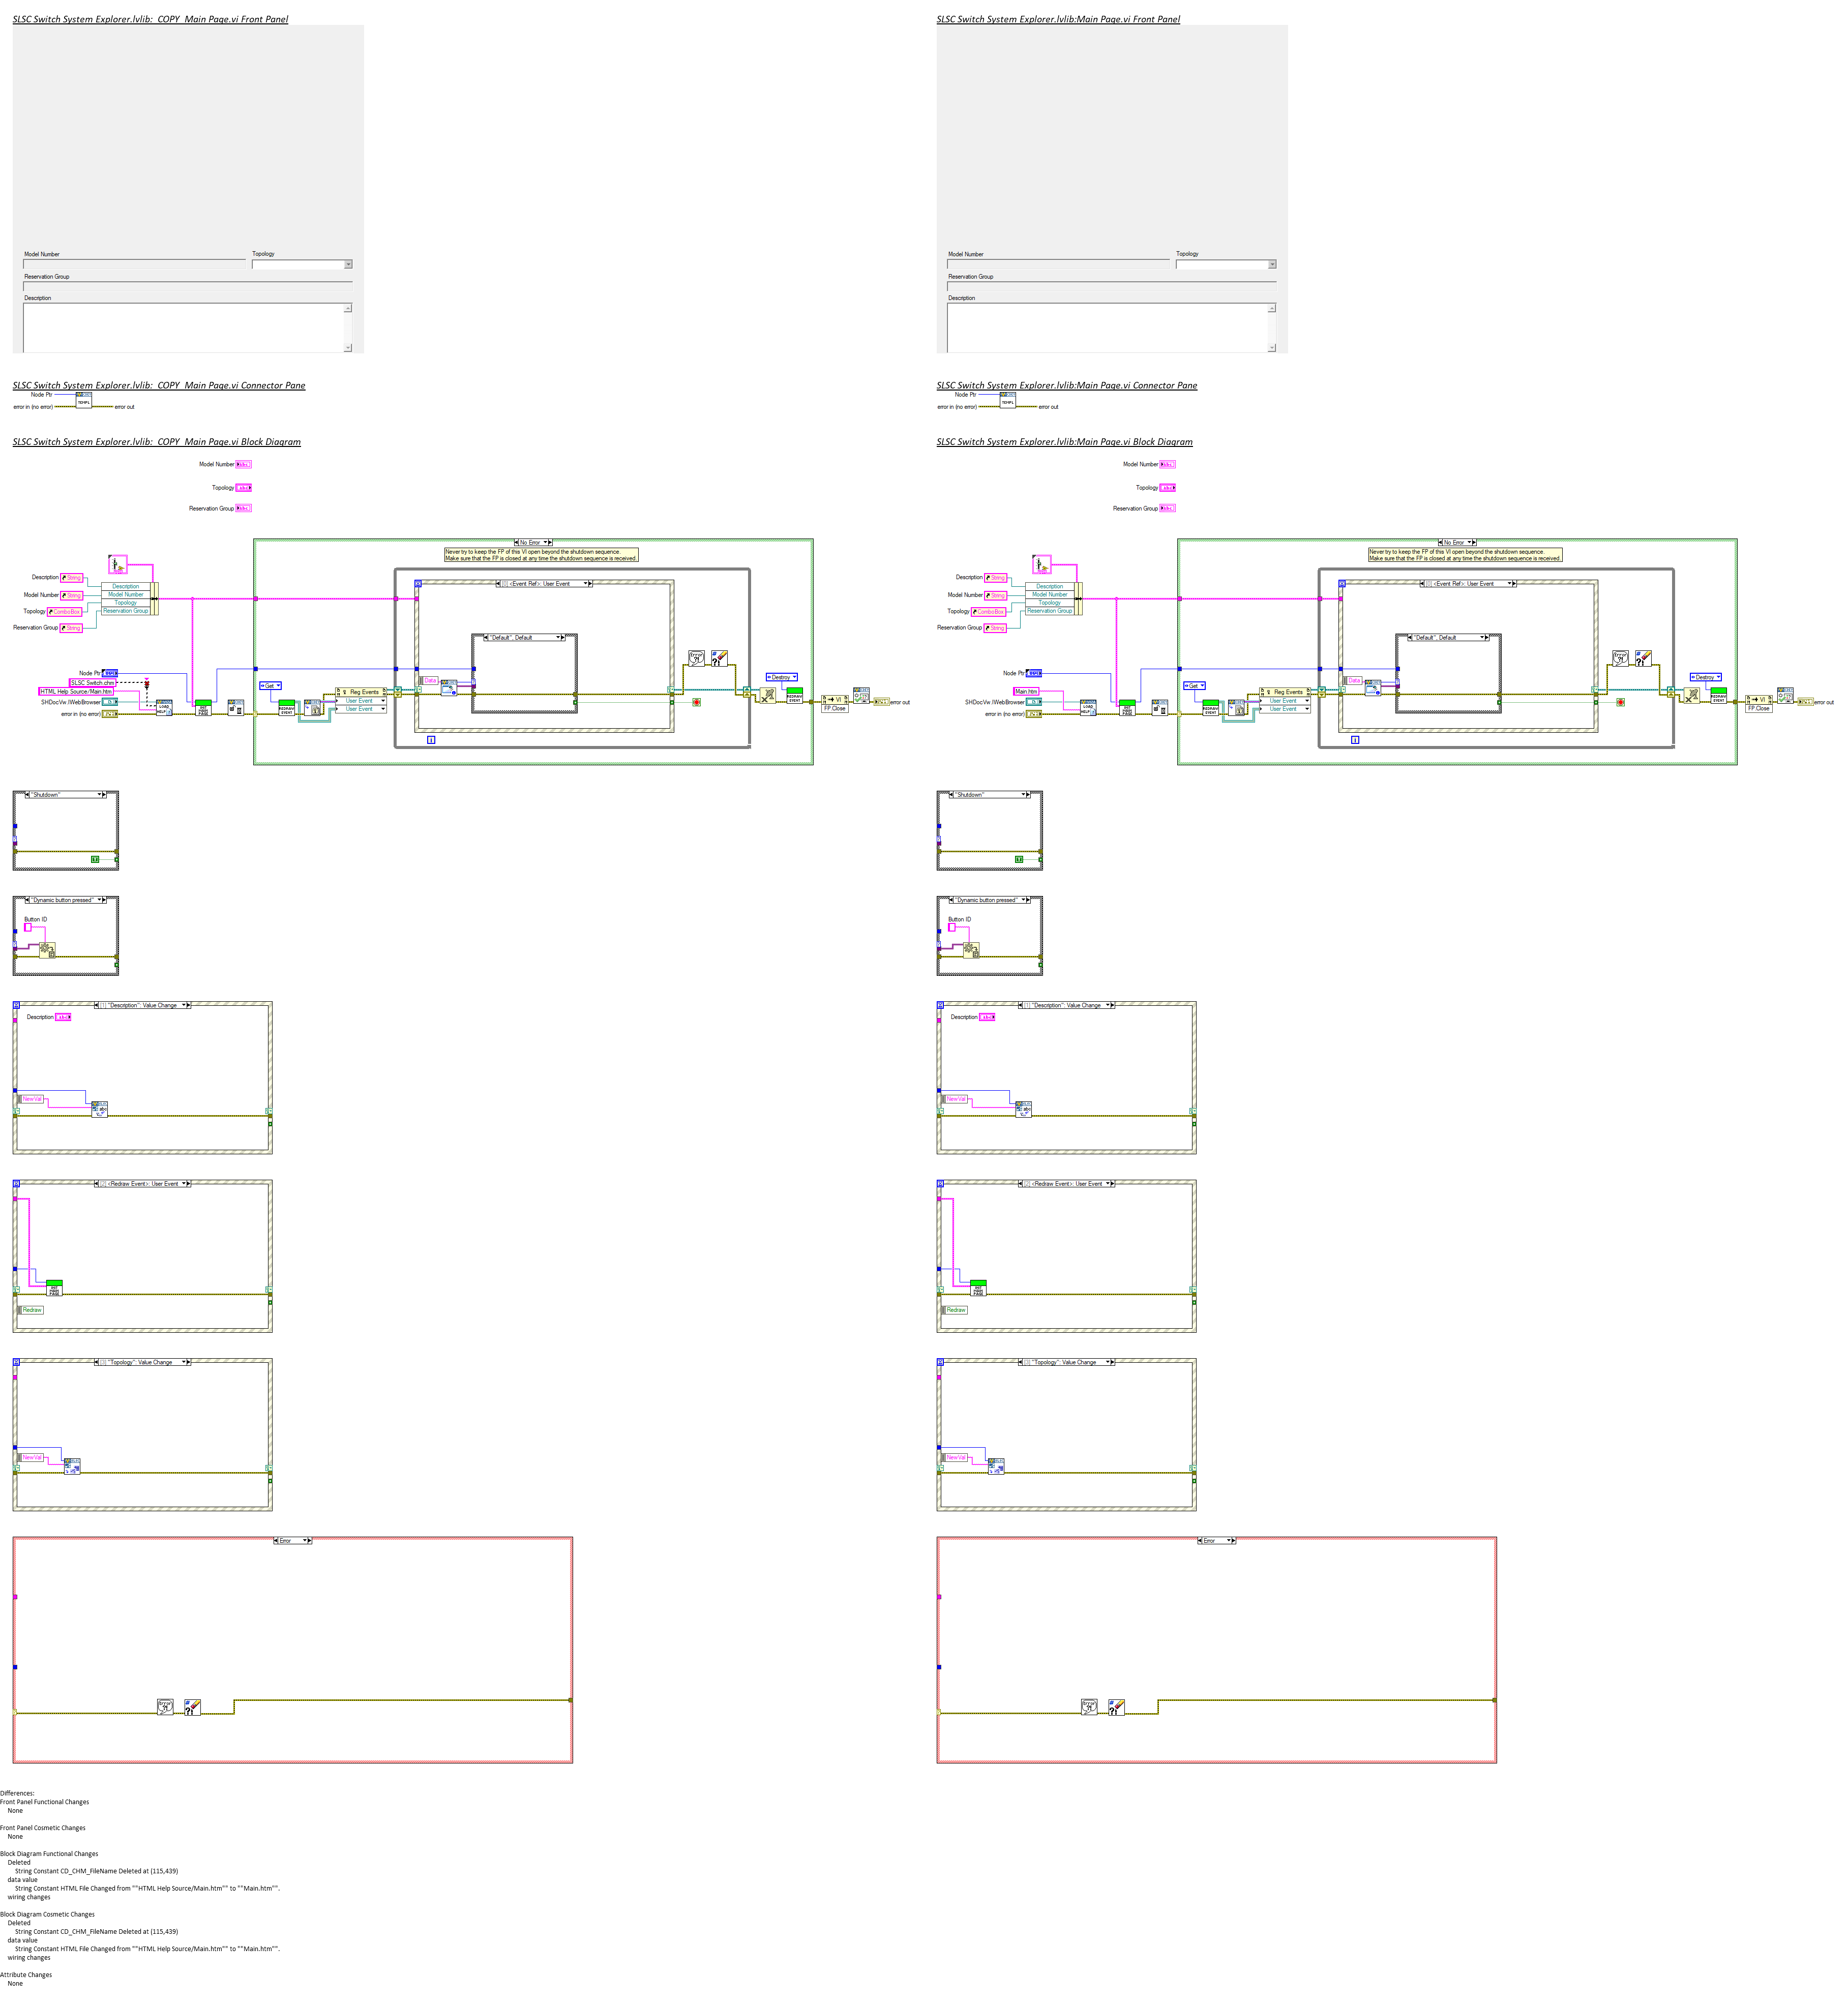 SLSC Switch System Explorer.lvlib:_COPY_Main Page.vi Front Panel
Model Number
Topology
Reservation Group
Description
SLSC Switch System Explorer.lvlib:_COPY_Main Page.vi Connector Pane
Node Ptr
error in (no error)
error out
SLSC Switch System Explorer.lvlib:_COPY_Main Page.vi Block Diagram
Model Number
Topology
Reservation Group
No Error
Never try to keep the FP of this VI open beyond the shutdown sequence.
Make sure that the FP is closed at any time the shutdown sequence is received.
[0] <Event Ref>: User Event
Description String
Model Number String
Topology ComboBox
Reservation Group String
Description
Model Number
Topology
Reservation Group
"Default", Default
Node Ptr
SLSC Switch.chm
HTML Help Source/Main.htm
SHDocVw.IWebBrowser
error in (no error)
Get
Reg Events
User Event
User Event
Data
Destroy
VI
FP.Close
error out
"Shutdown"
"Dynamic button pressed"
Button ID
[1] "Description": Value Change
Description
NewVal
[2] <Redraw Event>: User Event
Redraw
[3] "Topology": Value Change
NewVal
Error
SLSC Switch System Explorer.lvlib:Main Page.vi Front Panel
Model Number
Topology
Reservation Group
Description
SLSC Switch System Explorer.lvlib:Main Page.vi Connector Pane
Node Ptr
error in (no error)
error out
SLSC Switch System Explorer.lvlib:Main Page.vi Block Diagram
Model Number
Topology
Reservation Group
No Error
Never try to keep the FP of this VI open beyond the shutdown sequence.
Make sure that the FP is closed at any time the shutdown sequence is received.
[0] <Event Ref>: User Event
Description String
Model Number String
Topology ComboBox
Reservation Group String
Description
Model Number
Topology
Reservation Group
"Default", Default
Node Ptr
Main.htm
SHDocVw.IWebBrowser
error in (no error)
Get
Reg Events
User Event
User Event
Data
Destroy
VI
FP.Close
error out
"Shutdown"
"Dynamic button pressed"
Button ID
[1] "Description": Value Change
Description
NewVal
[2] <Redraw Event>: User Event
Redraw
[3] "Topology": Value Change
NewVal
Error
Differences:
Front Panel Functional Changes
None
Front Panel Cosmetic Changes
None
Block Diagram Functional Changes
Deleted
String Constant CD_CHM_FileName Deleted at (115,439)
data value
String Constant HTML File Changed from ""HTML Help Source/Main.htm"" to ""Main.htm"".
wiring changes
Block Diagram Cosmetic Changes
Deleted
String Constant CD_CHM_FileName Deleted at (115,439)
data value
String Constant HTML File Changed from ""HTML Help Source/Main.htm"" to ""Main.htm"".
wiring changes
Attribute Changes
None